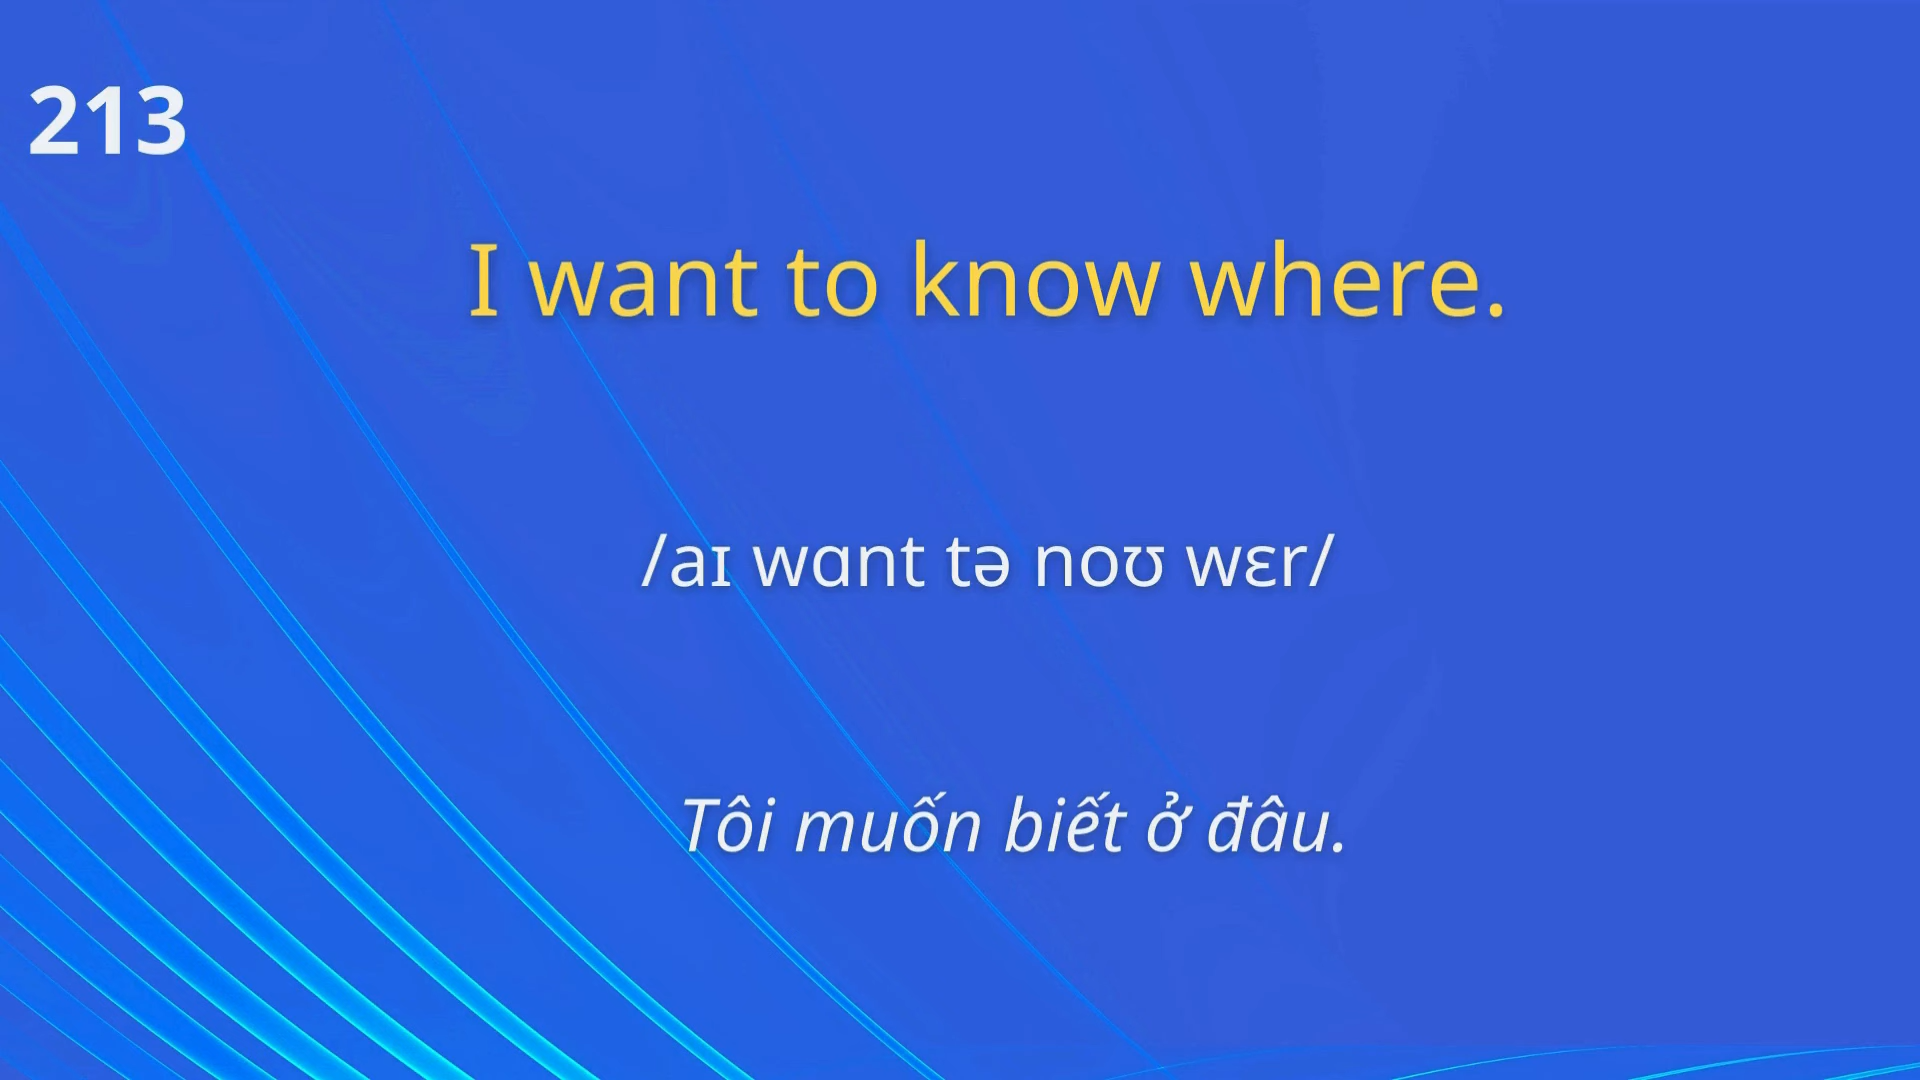 213
I want to know where.
/aɪ wɑnt tə noʊ wɛr/
Tôi muốn biết ở đâu.